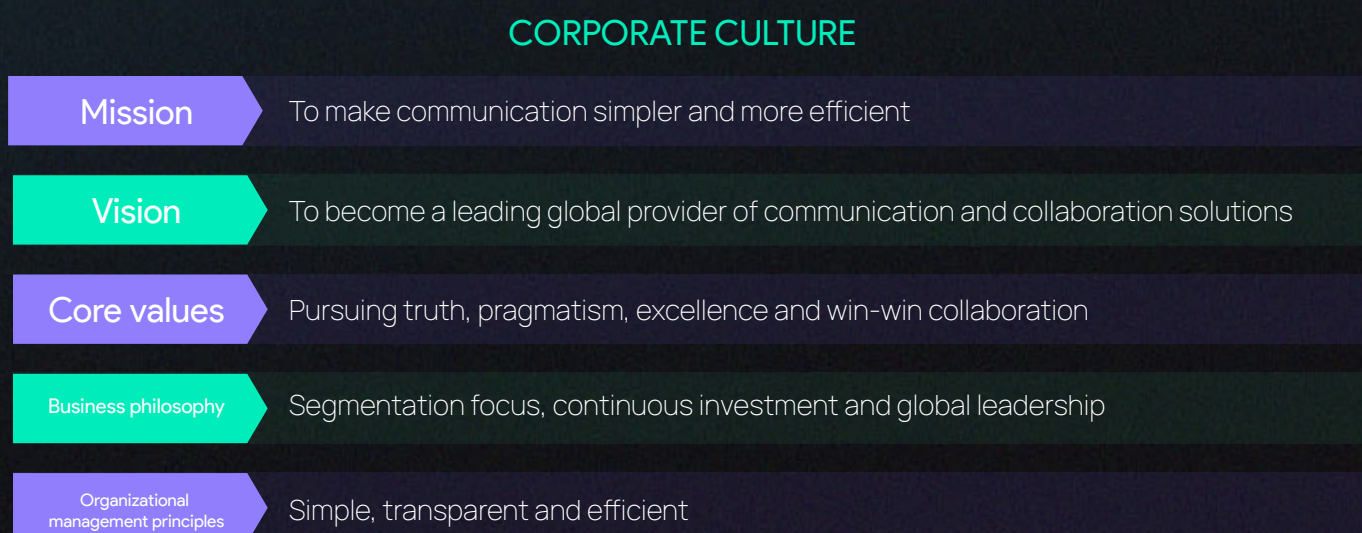 CORPORATE CULTURE
Mission
To make communication simpler and more efficient
Vision
To become a leading global provider of communication and collaboration solutions
Core values
Pursuing truth, pragmatism, excellence and win-win collaboration
Business philosophy
Segmentation focus, continuous investment and global leadership
Organizational
management principles
Simple, transparent and efficient